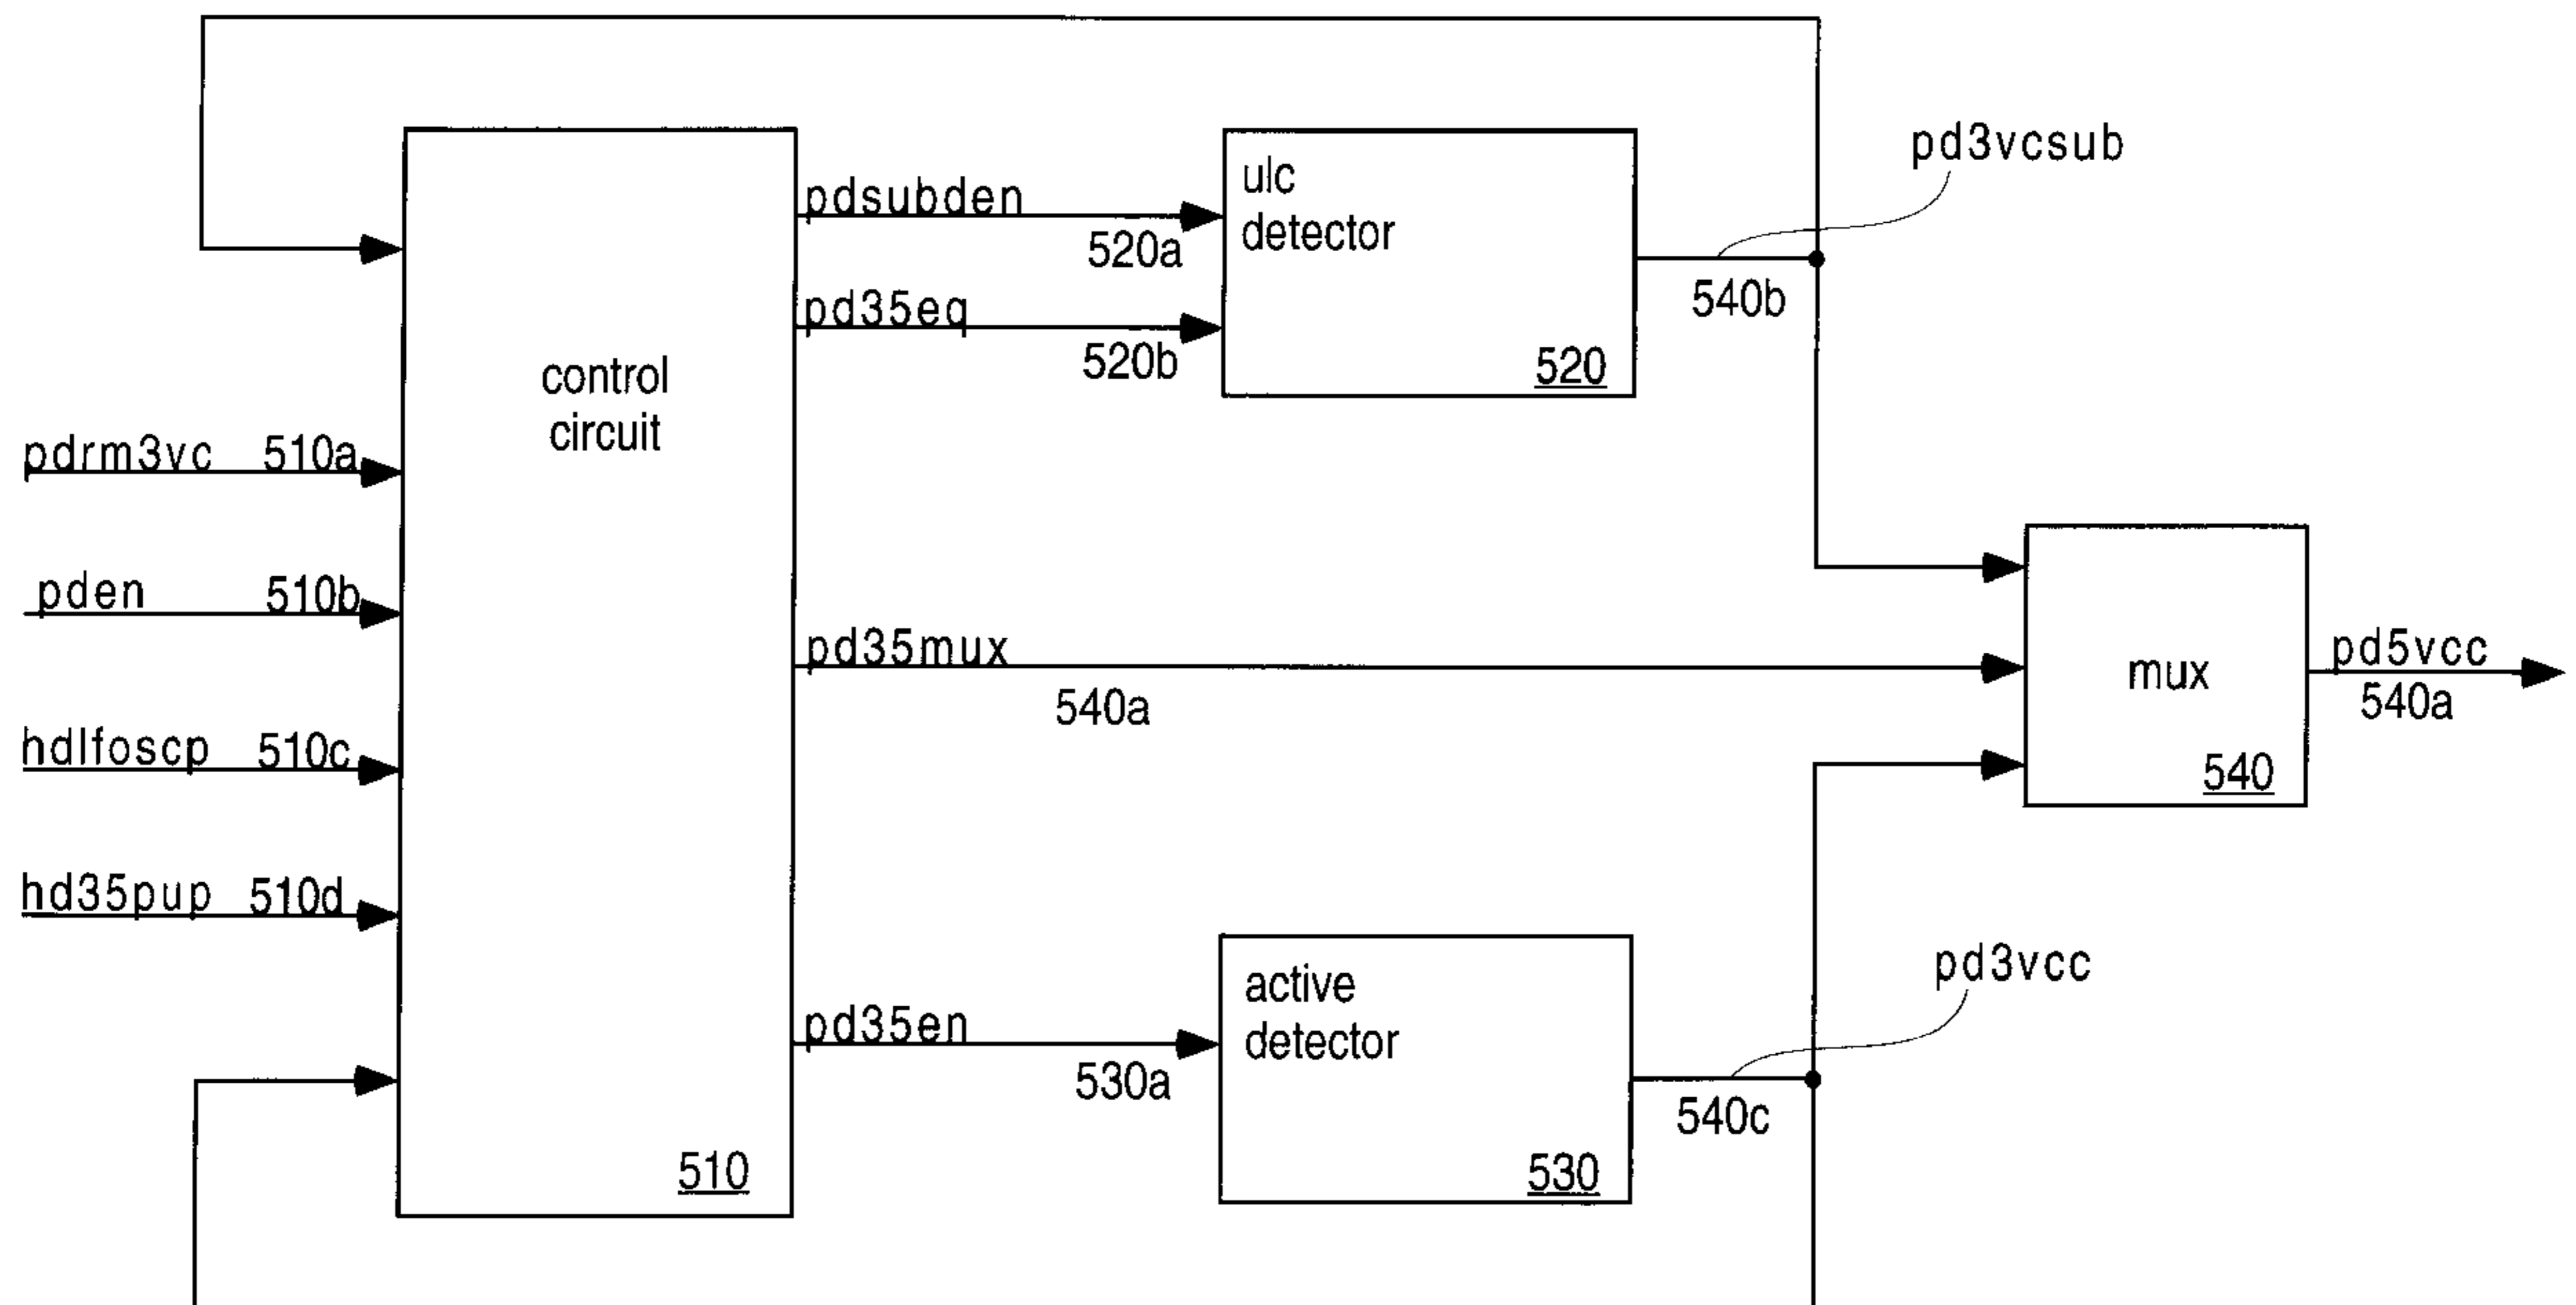 pd3vcsub
pdsubden
520a
ulc
detector
540b
pd35eq
520b
520
control
circuit
pdrm3vc 510a
pden 510b
pd35mux
540a
mux
540
pd5vcc
540a
hdlfoscp 510c
hd35pup 510d
pd3vcc
active
detector
pd35en
530a
540c
510
530